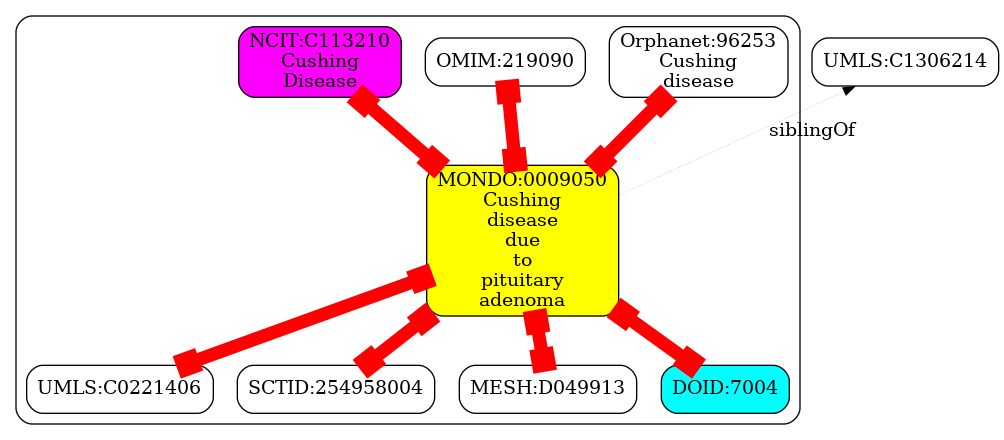 NCIT:C113210
Cushing
Disease
OMIM:219090
Orphanet:96253
Cushing
disease
UMLS:C1306214
siblingOf
MONDO:0009050
Cushing
disease
due
to
pituitary
adenoma
UMLS:C0221406
SCTID:254958004
MESH:D049913
DOID:7004